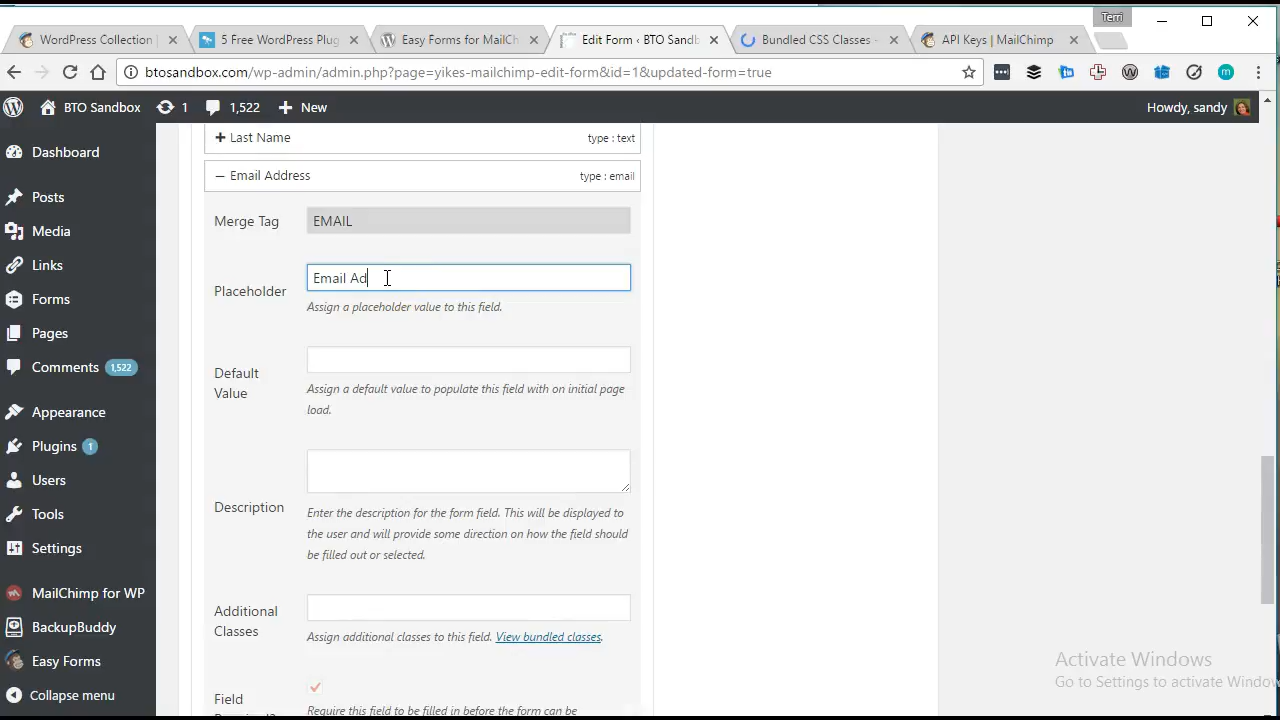 Terri
WordPress Collection |
5 Free WordPress Plug
Easy Forms for MailCh
Edit Form ‹ BTO Sandb
Bundled CSS Classes -
API Keys | MailChimp
btosandbox.com/wp-admin/admin.php?page=yikes-mailchimp-edit-form&id=1&updated-form=true
BTO Sandbox 1 1,522 New Howdy, sandy
Dashboard
Posts
Media
Links
Forms
Pages
Comments 1,522
Appearance
Plugins 1
Users
Tools
Settings
MailChimp for WP
BackupBuddy
Easy Forms
Collapse menu
Last Name type : text
Email Address type : email
Merge Tag EMAIL
Placeholder Email Ad
Assign a placeholder value to this field.
Default
Value
Assign a default value to populate this field with on initial page
load.
Description
Enter the description for the form field. This will be displayed to
the user and will provide some direction on how the field should
be filled out or selected.
Additional
Classes
Assign additional classes to this field. View bundled classes.
Field
Require this field to be filled in before the form can be
Activate Windows
Go to Settings to activate Window